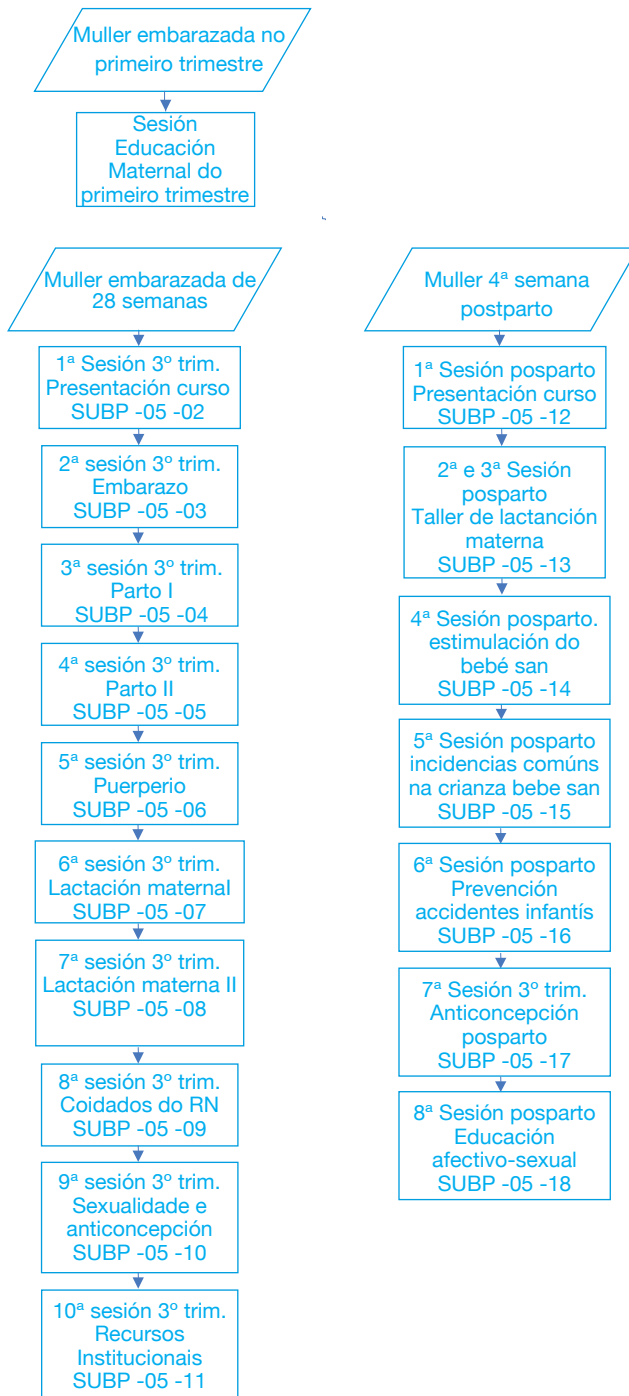 Muller embarazada no
primeiro trimestre
Sesión
Educación
Maternal do
primeiro trimestre
Muller embarazada de
28 semanas
1ª Sesión 3º trim.
Presentación curso
SUBP -05 -02
2ª sesión 3º trim.
Embarazo
SUBP -05 -03
3ª sesión 3º trim.
Parto I
SUBP -05 -04
4ª sesión 3º trim.
Parto II
SUBP -05 -05
5ª sesión 3º trim.
Puerperio
SUBP -05 -06
6ª sesión 3º trim.
Lactación maternaI
SUBP -05 -07
7ª sesión 3º trim.
Lactación materna II
SUBP -05 -08
8ª sesión 3º trim.
Coidados do RN
SUBP -05 -09
9ª sesión 3º trim.
Sexualidade e
anticoncepción
SUBP -05 -10
10ª sesión 3º trim.
Recursos
Institucionais
SUBP -05 -11
Muller 4ª semana
postparto
1ª Sesión posparto
Presentación curso
SUBP -05 -12
2ª e 3ª Sesión
posparto
Taller de lactanción
materna
SUBP -05 -13
4ª Sesión posparto.
estimulación do
bebé san
SUBP -05 -14
5ª Sesión posparto
incidencias comúns
na crianza bebe san
SUBP -05 -15
6ª Sesión posparto
Prevención
accidentes infantís
SUBP -05 -16
7ª Sesión 3º trim.
Anticoncepción
posparto
SUBP -05 -17
8ª Sesión posparto
Educación
afectivo-sexual
SUBP -05 -18